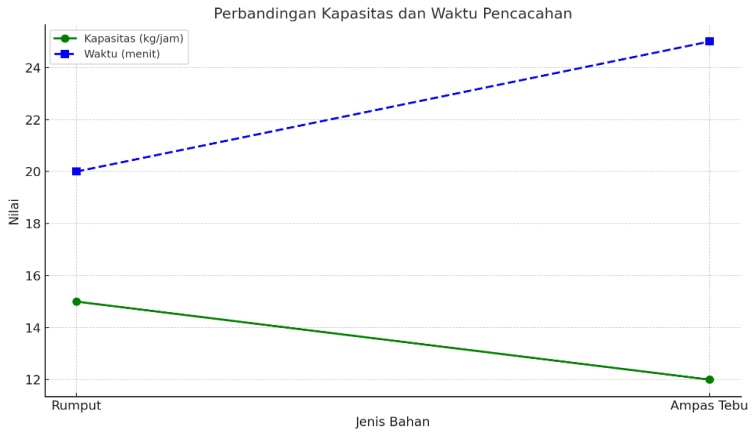 Perbandingan Kapasitas dan Waktu Pencacahan
Kapasitas (kg/jam)
Waktu (menit)
24
22
20
18
16
14
12
Nilai
Rumput
Ampas Tebu
Jenis Bahan